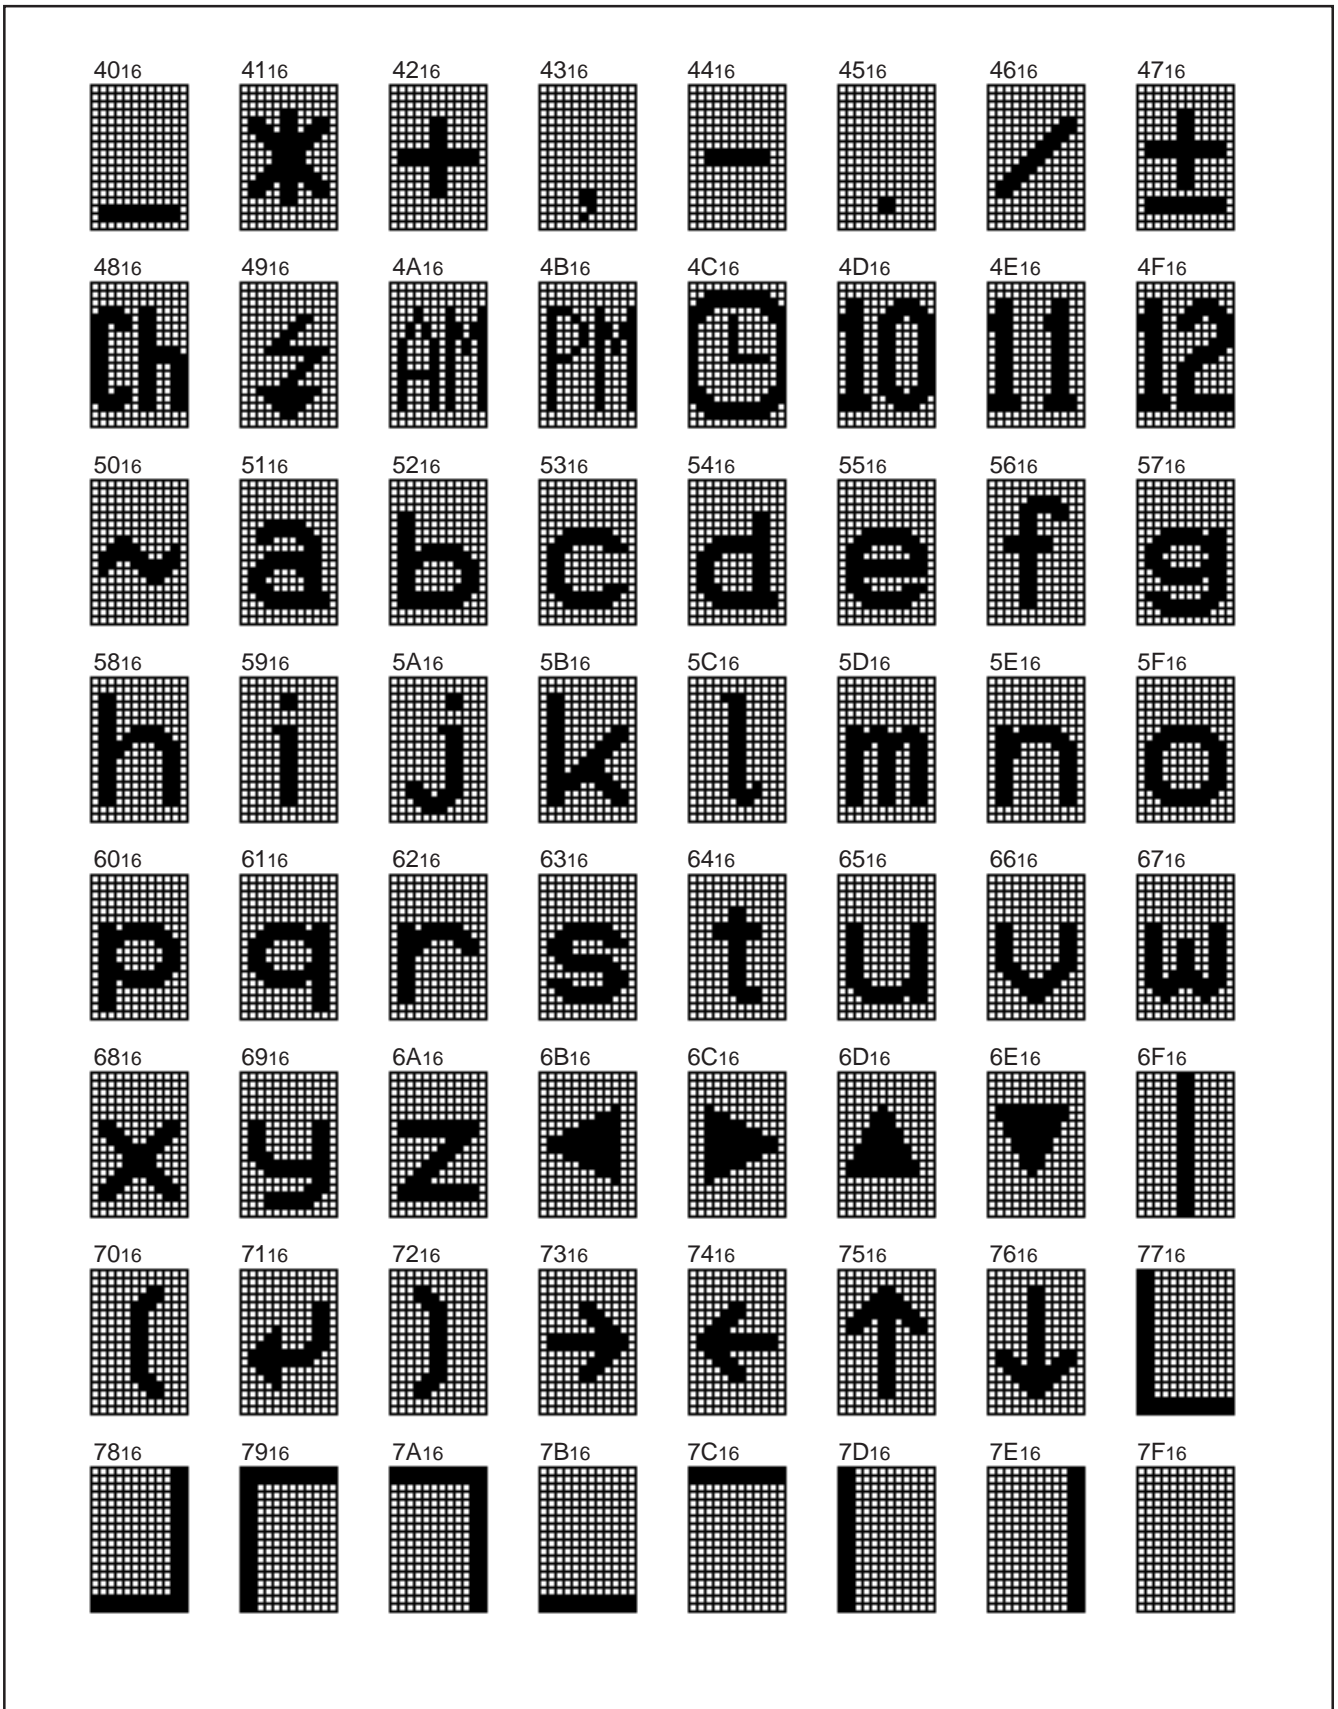 4016 4116 4216 4316 4416 4516 4616 4716
_ * + , - . / ±
4816 4916 4A16 4B16 4C16 4D16 4E16 4F16
Ch AM PM 10 11 12
5016 5116 5216 5316 5416 5516 5616 5716
~ a b c d e f g
5816 5916 5A16 5B16 5C16 5D16 5E16 5F16
h i j k l m n o
6016 6116 6216 6316 6416 6516 6616 6716
p q r s t u v w
6816 6916 6A16 6B16 6C16 6D16 6E16 6F16
x y z ◀ ▶ ▲ ▼ |
7016 7116 7216 7316 7416 7516 7616 7716
( ↲ ) → ← ↑ ↓
7816 7916 7A16 7B16 7C16 7D16 7E16 7F16